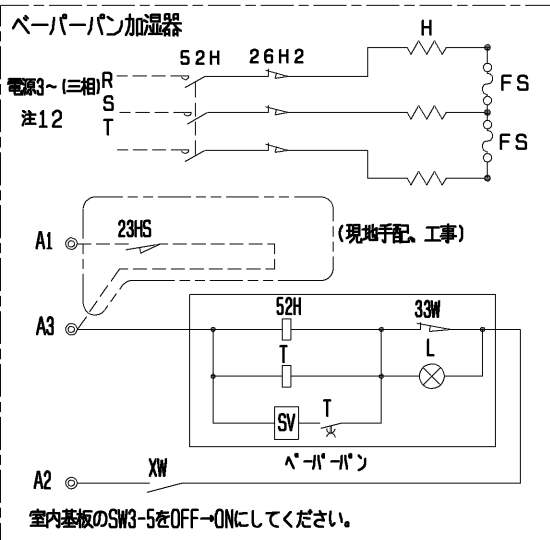 ベーパーパン加湿器
H
52H 26H2
電源3~(三相) R
FS
S
注12
T
FS
23HS
(現地手配、工事)
A1
A3
52H
33W
T
L
SV
T
ベーパーパン
A2
XW
室内基板のSW3-5をOFF→ONにしてください。